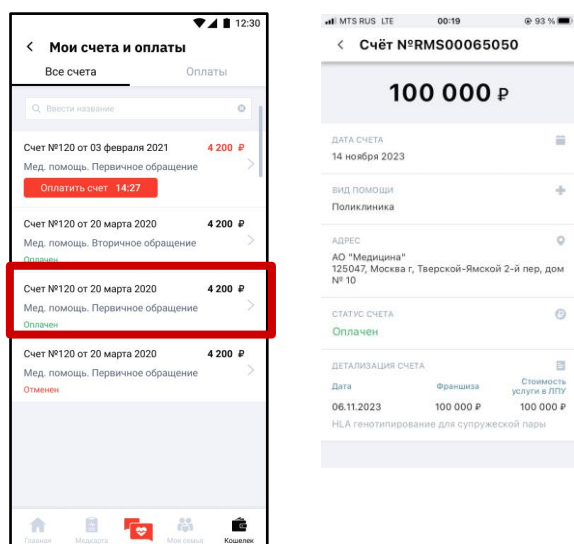 12:30
Мои счета и оплаты
Все счета
Оплаты
Ввести название
Счет №120 от 03 февраля 2021
4 200 ₽
Мед. помощь. Первичное обращение
Оплатить счет 14:27
Счет №120 от 20 марта 2020
4 200 ₽
Мед. помощь. Вторичное обращение
Оплачен
Счет №120 от 20 марта 2020
4 200 ₽
Мед. помощь. Первичное обращение
Оплачен
Счет №120 от 20 марта 2020
4 200 ₽
Мед. помощь. Первичное обращение
Отменен
Главная
Медкарта
Моя семья
Кошелек
MTS RUS LTE
00:19
93 %
Счёт №RMS00065050
100 000 ₽
ДАТА СЧЕТА
14 ноября 2023
ВИД ПОМОЩИ
Поликлиника
АДРЕС
АО "Медицина"
125047, Москва г, Тверской-Ямской 2-й пер, дом
№ 10
СТАТУС СЧЕТА
Оплачен
ДЕТАЛИЗАЦИЯ СЧЕТА
Дата
Франшиза
Стоимость
услуги в ЛПУ
06.11.2023
100 000 ₽
100 000 ₽
HLA генотипирование для супружеской пары